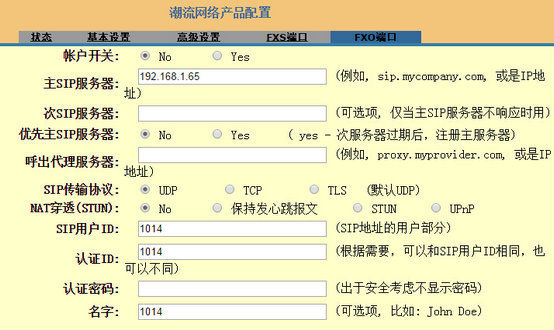 潮流网络产品配置
状态 基本设置 高级设置 FXS端口 FXO端口
帐户开关: No Yes
主SIP服务器: 192.168.1.65 (例如, sip.mycompany.com, 或是IP地
址)
次SIP服务器: (可选项, 仅当主SIP服务器不响应时用)
优先主SIP服务器: No Yes ( yes - 次服务器过期后, 注册主服务器)
呼出代理服务器: (例如, proxy.myprovider.com, 或是IP
地址)
SIP传输协议: UDP TCP TLS (默认UDP)
NAT穿透(STUN): No 保持发心跳报文 STUN UPnP
SIP用户ID: 1014 (SIP地址的用户部分)
认证ID: 1014 (根据需要, 可以和SIP用户ID相同, 也
可以不同)
认证密码: (出于安全考虑不显示密码)
名字: 1014 (可选项, 比如: John Doe)